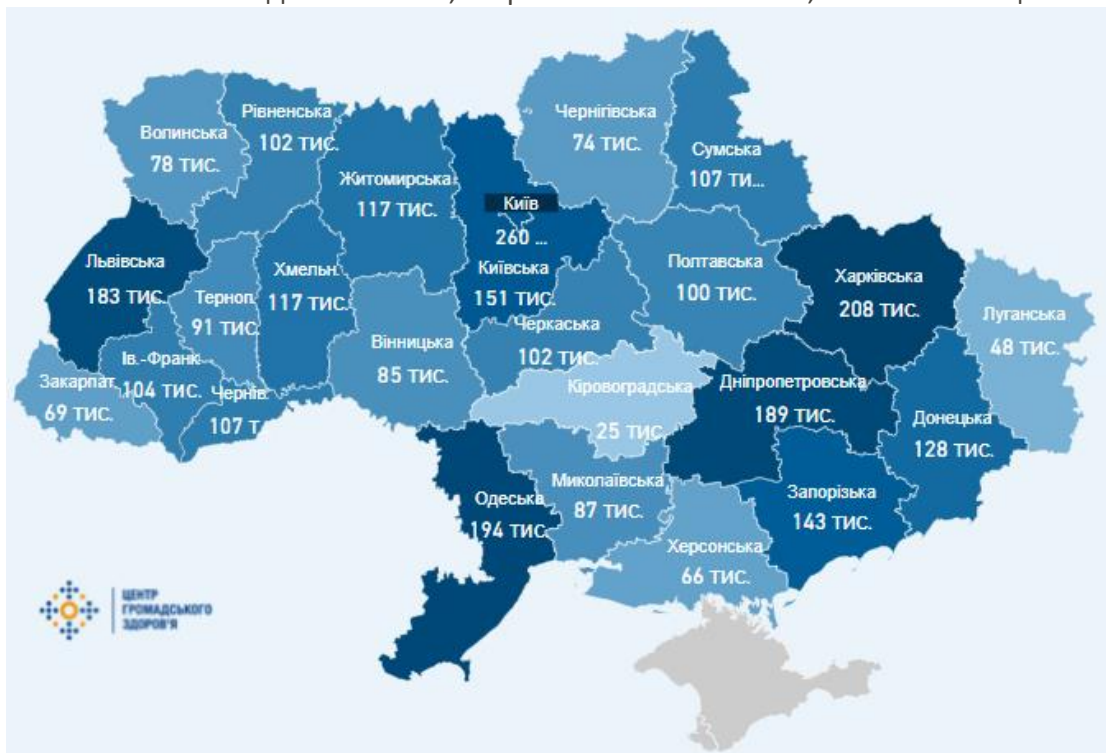 Волинська
78 тис.
Рівненська
102 тис.
Житомирська
117 тис.
Київ
260 ...
Київська
151 тис.
Чернігівська
74 тис.
Сумська
107 ти...
Львівська
183 тис.
Терноп.
91 тис.
Хмельн.
117 тис.
Вінницька
85 тис.
Черкаська
102 тис.
Полтавська
100 тис.
Харківська
208 тис.
Луганська
48 тис.
Закарпат.
69 тис.
Ів.-Франк.
104 тис.
Чернів.
107 т
Кіровоградська
25 тис
Дніпропетровська
189 тис.
Донецька
128 тис.
Одеська
194 тис.
Миколаївська
87 тис.
Запорізька
143 тис.
Херсонська
66 тис.
ЦЕНТР
ГРОМАДСЬКОГО
ЗДОРОВ'Я